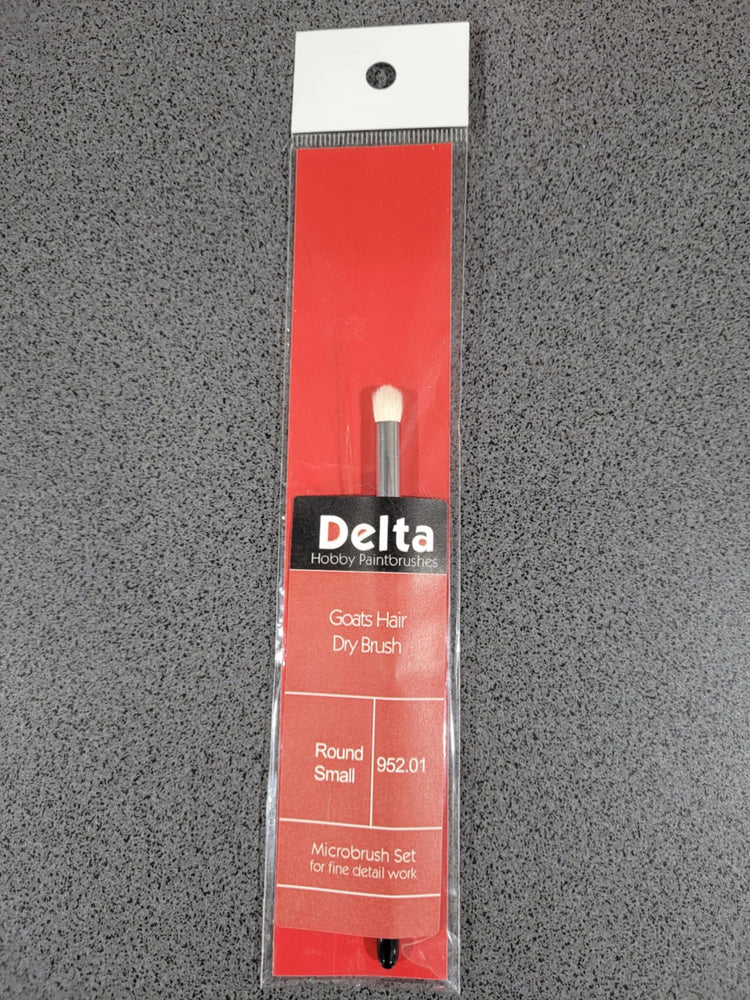 Delta
Hobby Paintbrushes
Goats Hair
Dry Brush
Round
Small
952.01
Microbrush Set
for fine detail work